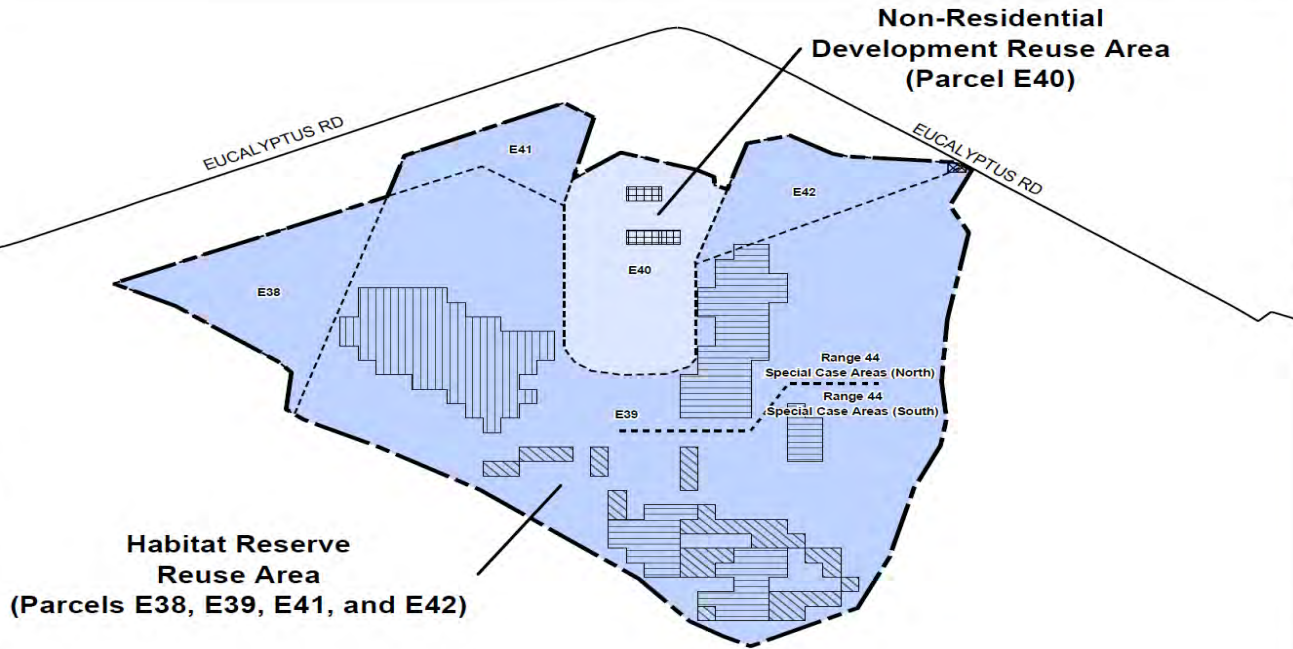 Non-Residential
Development Reuse Area
(Parcel E40)
EUCALYPTUS RD
EUCALYPTUS RD
E41
E42
E40
E38
Range 44
Special Case Areas (North)
Range 44
Special Case Areas (South)
E39
Habitat Reserve
Reuse Area
(Parcels E38, E39, E41, and E42)